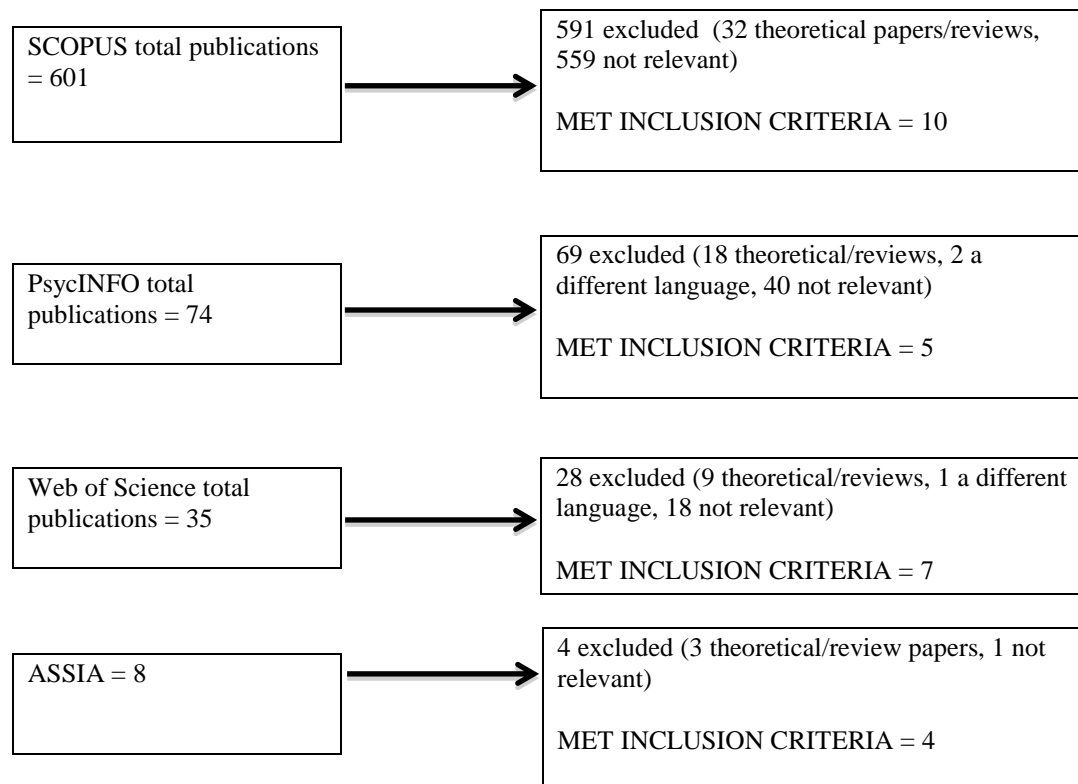 SCOPUS total publications
= 601
591 excluded  (32 theoretical papers/reviews,
559 not relevant)
MET INCLUSION CRITERIA = 10
PsycINFO total
publications = 74
69 excluded (18 theoretical/reviews, 2 a
different language, 40 not relevant)
MET INCLUSION CRITERIA = 5
Web of Science total
publications = 35
28 excluded (9 theoretical/reviews, 1 a different
language, 18 not relevant)
MET INCLUSION CRITERIA = 7
ASSIA = 8
4 excluded (3 theoretical/review papers, 1 not
relevant)
MET INCLUSION CRITERIA = 4